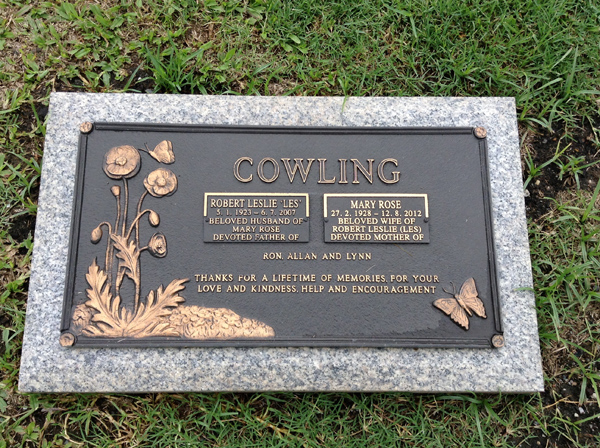 COWLING
ROBERT LESLIE 'LES'
5. 1. 1923 – 6. 7. 2007
BELOVED HUSBAND OF
MARY ROSE
DEVOTED FATHER OF
MARY ROSE
27. 2. 1928 – 12. 8. 2012
BELOVED WIFE OF
ROBERT LESLIE (LES)
DEVOTED MOTHER OF
RON, ALLAN AND LYNN
THANKS FOR A LIFETIME OF MEMORIES, FOR YOUR
LOVE AND KINDNESS, HELP AND ENCOURAGEMENT